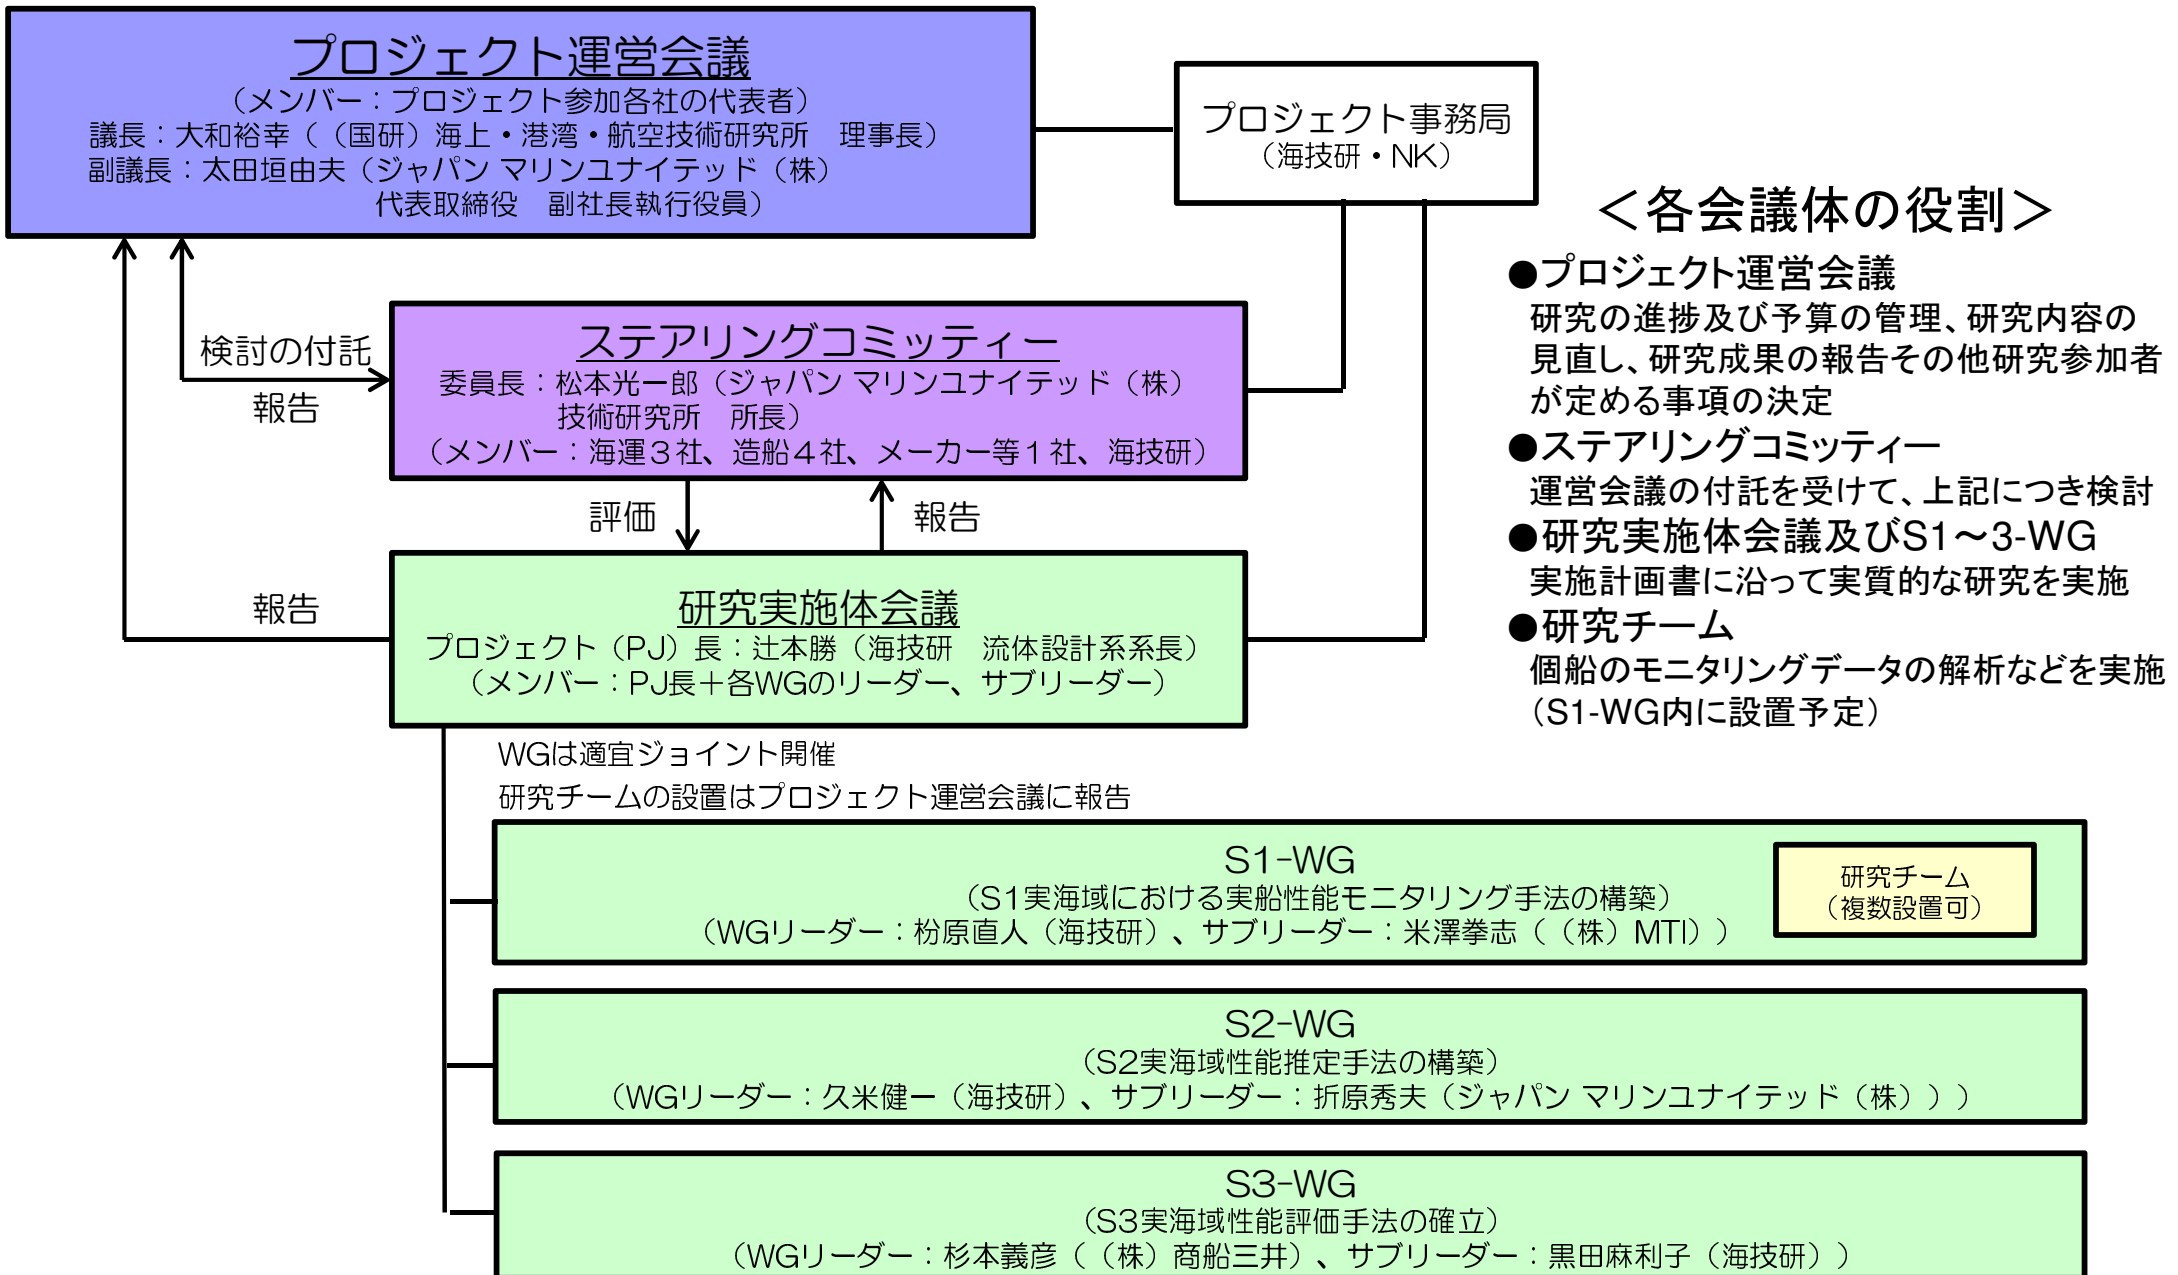 プロジェクト運営会議
（メンバー：プロジェクト参加各社の代表者）
議長：大和裕幸（（国研）海上・港湾・航空技術研究所　理事長）
副議長：太田垣由夫（ジャパン マリンユナイテッド（株）
代表取締役　副社長執行役員）
プロジェクト事務局
（海技研・NK）
検討の付託
報告
ステアリングコミッティー
委員長：松本光一郎（ジャパン マリンユナイテッド（株）
技術研究所　所長）
（メンバー：海運３社、造船４社、メーカー等１社、海技研）
評価
報告
報告
研究実施体会議
プロジェクト（PJ）長：辻本勝（海技研　流体設計系系長）
（メンバー：PJ長＋各WGのリーダー、サブリーダー）
WGは適宜ジョイント開催
研究チームの設置はプロジェクト運営会議に報告
S1-WG
（S1実海域における実船性能モニタリング手法の構築）
（WGリーダー：枌原直人（海技研）、サブリーダー：米澤挙志（（株）MTI））
研究チーム
（複数設置可）
S2-WG
（S2実海域性能推定手法の構築）
（WGリーダー：久米健一（海技研）、サブリーダー：折原秀夫（ジャパン マリンユナイテッド（株）））
S3-WG
（S3実海域性能評価手法の確立）
（WGリーダー：杉本義彦（（株）商船三井）、サブリーダー：黒田麻利子（海技研））
＜各会議体の役割＞
●プロジェクト運営会議
研究の進捗及び予算の管理、研究内容の
見直し、研究成果の報告その他研究参加者
が定める事項の決定
●ステアリングコミッティー
運営会議の付託を受けて、上記につき検討
●研究実施体会議及びS1～3-WG
実施計画書に沿って実質的な研究を実施
●研究チーム
個船のモニタリングデータの解析などを実施
（S1-WG内に設置予定）